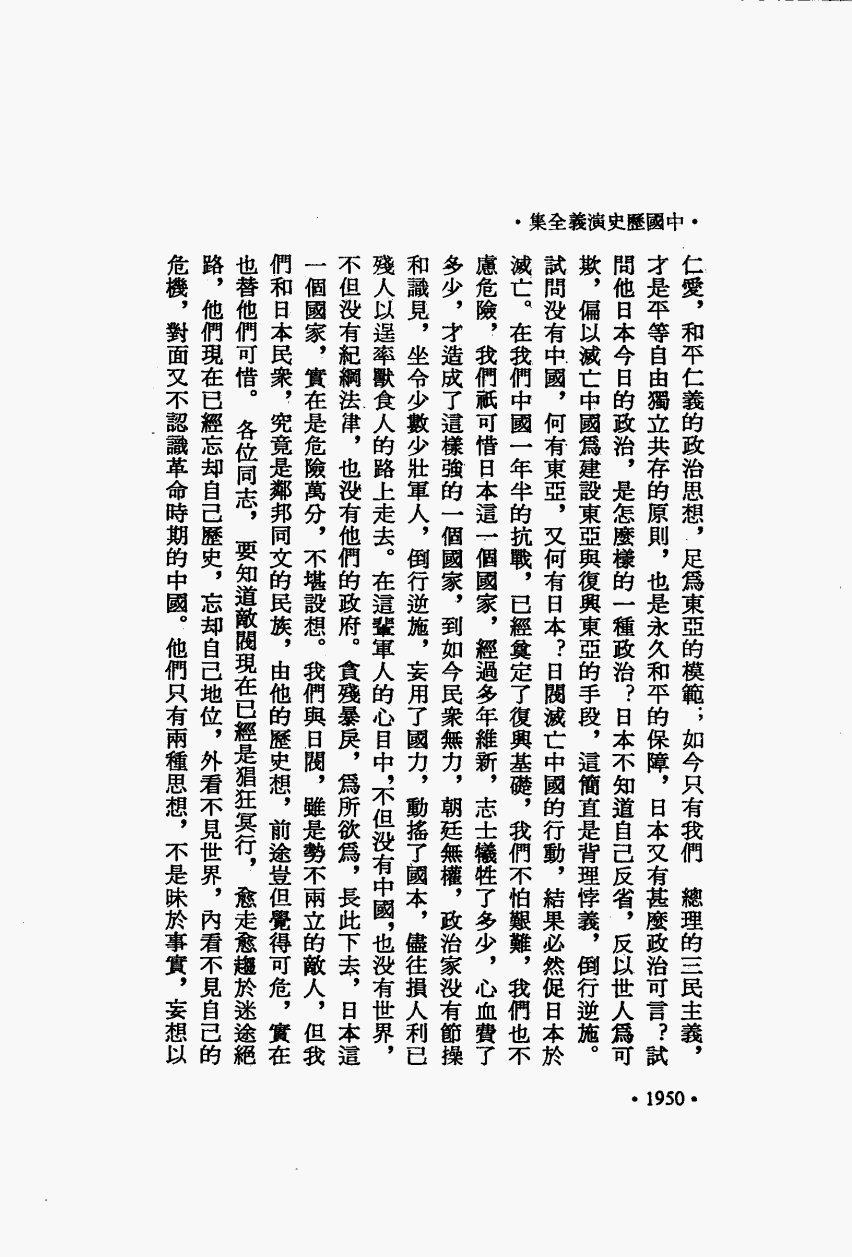 ·中國歷史演義全集·
仁愛，和平仁義的政治思想，足爲東亞的模範；如今只有我們　總理的三民主義，
才是平等自由獨立共存的原則，也是永久和平的保障，日本又有甚麼政治可言？試
問他日本今日的政治，是怎麼樣的一種政治？日本不知道自己反省，反以世人爲可
欺，偏以滅亡中國爲建設東亞與復興東亞的手段，這簡直是背理悖義，倒行逆施。
試問没有中國，何有東亞，又何有日本？日閥滅亡中國的行動，結果必然促日本於
滅亡。在我們中國一年半的抗戰，已經奠定了復興基礎，我們不怕艱難，我們也不
慮危險，我們祇可惜日本這一個國家，經過多年維新，志士犧牲了多少，心血費了
多少，才造成了這樣強的一個國家，到如今民衆無力，朝廷無權，政治家没有節操
和識見，坐令少數少壯軍人，倒行逆施，妄用了國力，動搖了國本，儘往損人利已
殘人以逞率獸食人的路上走去。在這輩軍人的心目中，不但没有中國，也没有世界，
不但没有紀綱法律，也没有他們的政府。貪殘暴戾，爲所欲爲，長此下去，日本這
一個國家，實在是危險萬分，不堪設想。我們與日閥，雖是勢不兩立的敵人，但我
們和日本民衆，究竟是鄰邦同文的民族，由他的歷史想，前途豈但覺得可危，實在
也替他們可惜。各位同志，要知道敵閥現在已經是猖狂冥行，愈走愈趨於迷途絕
路，他們現在已經忘却自己歷史，忘却自己地位，外看不見世界，內看不見自己的
危機，對面又不認識革命時期的中國。他們只有兩種思想，不是昧於事實，妄想以
·1950·